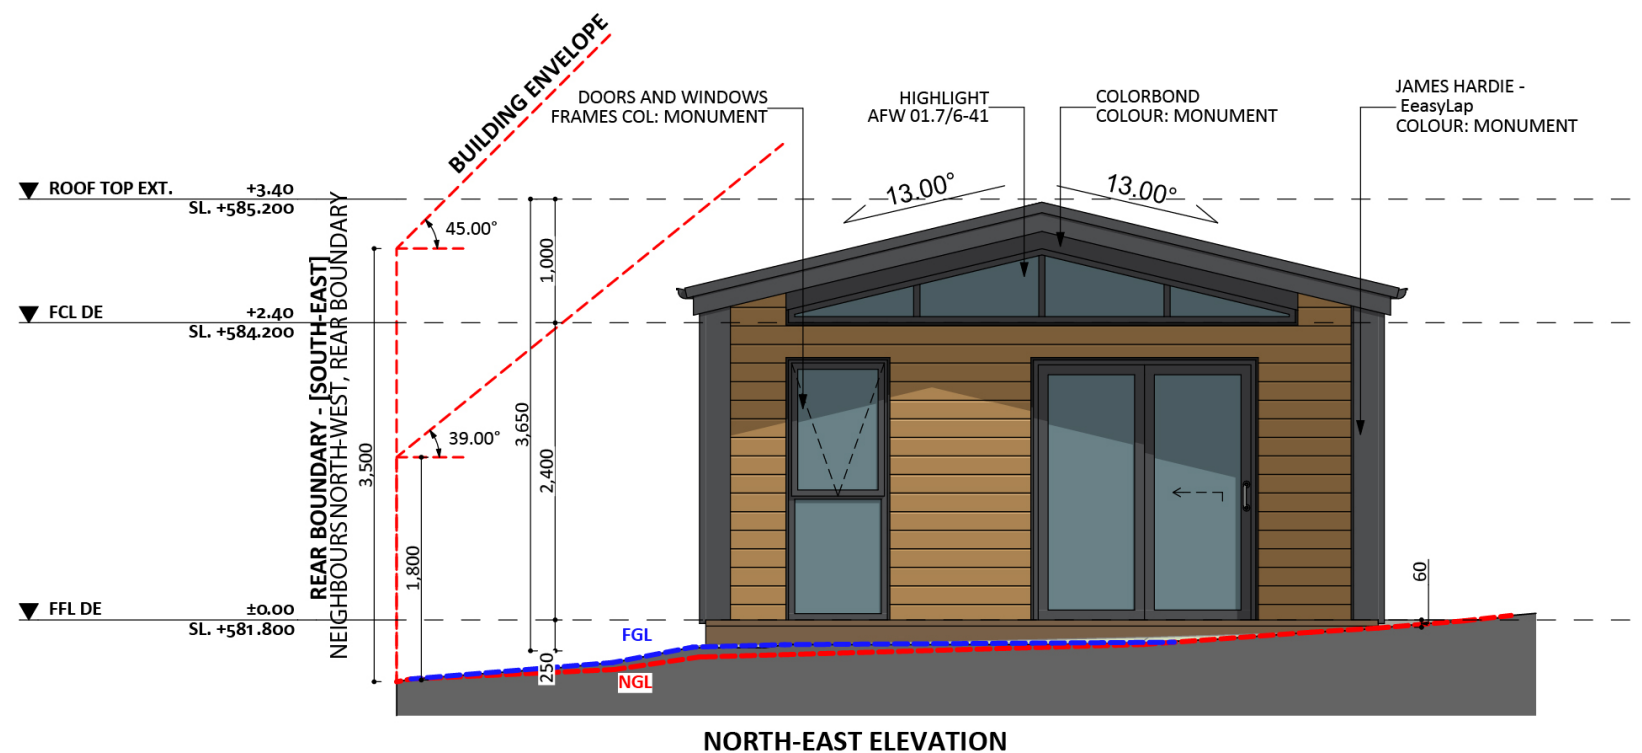 BUILDING ENVELOPE
DOORS AND WINDOWS
FRAMES COL: MONUMENT
HIGHLIGHT
AFW 01.7/6-41
COLORBOND
COLOUR: MONUMENT
JAMES HARDIE -
EeasyLap
COLOUR: MONUMENT
ROOF TOP EXT.
+3.40
SL. +585.200
45.00°
13.00°
13.00°
1,000
FCL DE
+2.40
SL. +584.200
REAR BOUNDARY - [SOUTH-EAST]
NEIGHBOURSNORTH-WEST, REAR BOUNDARY
39.00°
3,500
3,650
2,400
1,800
60
FFL DE
±0.00
SL. +581.800
FGL
250
NGL
NORTH-EAST ELEVATION